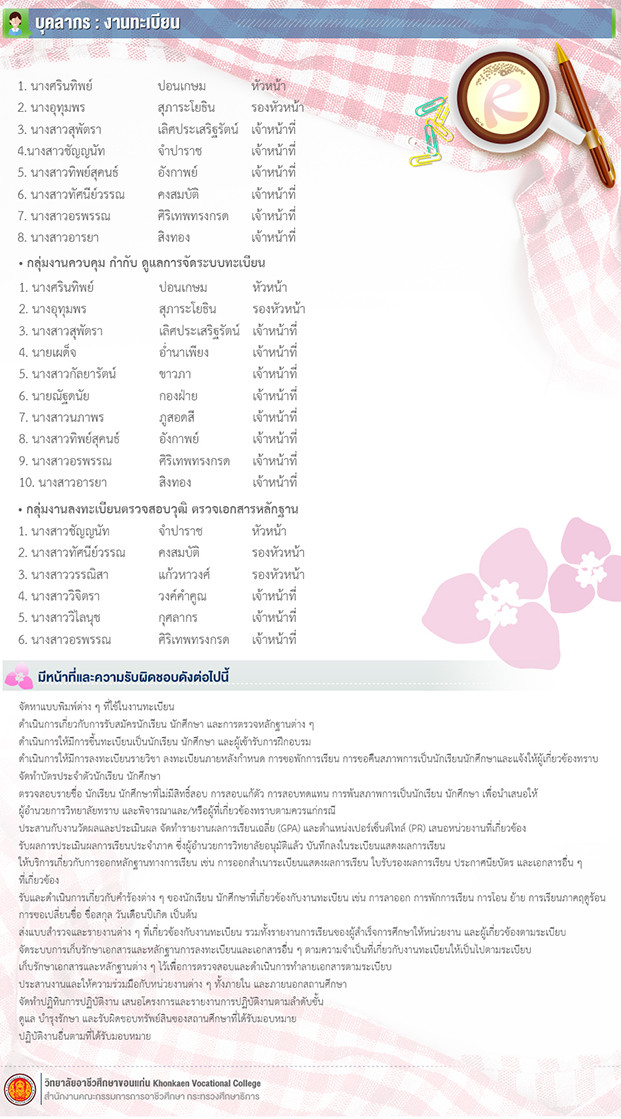 บุคลากร : งานทะเบียน
1. นางศรินทิพย์ ปอนเกษม หัวหน้า
2. นางอุทุมพร สุภาระโยธิน รองหัวหน้า
3. นางสาวสุพัตรา เลิศประเสริฐรัตน์ เจ้าหน้าที่
4.นางสาวชัญญนัท จำปาราช เจ้าหน้าที่
5. นางสาวทิพย์สุคนธ์ อังกาพย์ เจ้าหน้าที่
6. นางสาวทัศนีย์วรรณ คงสมบัติ เจ้าหน้าที่
7. นางสาวอรพรรณ ศิริเทพทรงกรด เจ้าหน้าที่
8. นางสาวอารยา สิงทอง เจ้าหน้าที่
• กลุ่มงานควบคุม กำกับ ดูแลการจัดระบบทะเบียน
1. นางศรินทิพย์ ปอนเกษม หัวหน้า
2. นางอุทุมพร สุภาระโยธิน รองหัวหน้า
3. นางสาวสุพัตรา เลิศประเสริฐรัตน์ เจ้าหน้าที่
4. นายเผด็จ อำนาเพียง เจ้าหน้าที่
5. นางสาวกัลยารัตน์ ขาวภา เจ้าหน้าที่
6. นายณัฐดนัย กองฝ่าย เจ้าหน้าที่
7. นางสาวนภาพร ภูสอดสี เจ้าหน้าที่
8. นางสาวทิพย์สุคนธ์ อังกาพย์ เจ้าหน้าที่
9. นางสาวอรพรรณ ศิริเทพทรงกรด เจ้าหน้าที่
10. นางสาวอารยา สิงทอง เจ้าหน้าที่
• กลุ่มงานลงทะเบียนตรวจสอบวุฒิ ตรวจเอกสารหลักฐาน
1. นางสาวชัญญนัท จำปาราช หัวหน้า
2. นางสาวทัศนีย์วรรณ คงสมบัติ รองหัวหน้า
3. นางสาววรรณิสา แก้วหาวงศ์ รองหัวหน้า
4. นางสาววิจิตรา วงค์คำคูณ เจ้าหน้าที่
5. นางสาววิไลนุช กุศลากร เจ้าหน้าที่
6. นางสาวอรพรรณ ศิริเทพทรงกรด เจ้าหน้าที่
มีหน้าที่และความรับผิดชอบดังต่อไปนี้
จัดหาแบบพิมพ์ต่าง ๆ ที่ใช้ในงานทะเบียน
ดำเนินการเกี่ยวกับการรับสมัครนักเรียน นักศึกษา และการตรวจหลักฐานต่าง ๆ
ดำเนินการให้มีการขึ้นทะเบียนเป็นนักเรียน นักศึกษา และผู้เข้ารับการฝึกอบรม
ดำเนินการให้มีการลงทะเบียนรายวิชา ลงทะเบียนภายหลังกำหนด การขอพักการเรียน การขอคืนสภาพการเป็นนักเรียนนักศึกษาและแจ้งให้ผู้เกี่ยวข้องทราบ
จัดทำบัตรประจำตัวนักเรียน นักศึกษา
ตรวจสอบรายชื่อ นักเรียน นักศึกษาที่ไม่มีสิทธิ์สอบ การสอบแก้ตัว การสอบทดแทน การพ้นสภาพการเป็นนักเรียน นักศึกษา เพื่อนำเสนอให้
ผู้อำนวยการวิทยาลัยทราบ และพิจารณาและ/หรือผู้ที่เกี่ยวข้องทราบตามควรแก่กรณี
ประสานกับงานวัดผลและประเมินผล จัดทำรายงานผลการเรียนเฉลี่ย (GPA) และตำแหน่งเปอร์เซ็นต์ไทล์ (PR) เสนอหน่วยงานที่เกี่ยวข้อง
รับผลการประเมินผลการเรียนประจำภาค ซึ่งผู้อำนวยการวิทยาลัยอนุมัติแล้ว บันทึกลงในระเบียนแสดงผลการเรียน
ให้บริการเกี่ยวกับการออกหลักฐานทางการเรียน เช่น การออกสำเนาระเบียนแสดงผลการเรียน ใบรับรองผลการเรียน ประกาศนียบัตร และเอกสารอื่น ๆ
ที่เกี่ยวข้อง
รับและดำเนินการเกี่ยวกับคำร้องต่าง ๆ ของนักเรียน นักศึกษาที่เกี่ยวข้องกับงานทะเบียน เช่น การลาออก การพักการเรียน การโอน ย้าย การเรียนภาคฤดูร้อน
การขอเปลี่ยนชื่อ ชื่อสกุล วันเดือนปีเกิด เป็นต้น
ส่งแบบสำรวจและรายงานต่าง ๆ ที่เกี่ยวข้องกับงานทะเบียน รวมทั้งรายงานการเรียนของผู้สำเร็จการศึกษาให้หน่วยงาน และผู้เกี่ยวข้องตามระเบียบ
จัดระบบการเก็บรักษาเอกสารและหลักฐานการลงทะเบียนและเอกสารอื่น ๆ ตามความจำเป็นที่เกี่ยวกับงานทะเบียนให้เป็นไปตามระเบียบ
เก็บรักษาเอกสารและหลักฐานต่าง ๆ ไว้เพื่อการตรวจสอบและดำเนินการทำลายเอกสารตามระเบียบ
ประสานงานและให้ความร่วมมือกับหน่วยงานต่าง ๆ ทั้งภายใน และภายนอกสถานศึกษา
จัดทำปฏิทินการปฏิบัติงาน เสนอโครงการและรายงานการปฏิบัติงานตามลำดับขั้น
ดูแล บำรุงรักษา และรับผิดชอบทรัพย์สินของสถานศึกษาที่ได้รับมอบหมาย
ปฏิบัติงานอื่นตามที่ได้รับมอบหมาย
วิทยาลัยอาชีวศึกษาขอนแก่น Khonkaen Vocational College
สำนักงานคณะกรรมการการอาชีวศึกษา กระทรวงศึกษาธิการ